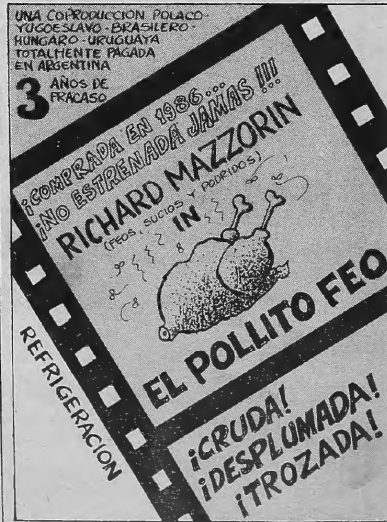 UNA COPRODUCCION POLACO-
YUGOESLAVO-BRASILERO-
HUNGARO-URUGUAYA
TOTALMENTE PAGADA
EN ARGENTINA
3 AÑOS DE
FRACASO
¡COMPRADA EN 1986...
¡NO ESTRENADA JAMAS!!!
RICHARD MAZZORIN
(FEOS, SUCIOS Y PODRIDOS)
IN
EL POLLITO FEO
REFRIGERACION
¡CRUDA!
¡DESPLUMADA!
¡TROZADA!